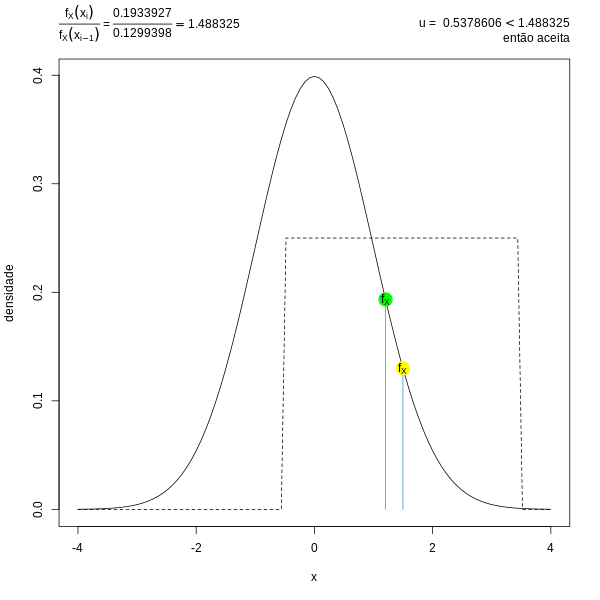 fX(xi) / fX(xi−1) = 0.1933927 / 0.1299398 = 1.488325
u = 0.5378606 < 1.488325
então aceita
0.4
0.3
0.2
0.1
0.0
densidade
fX
fX
-4 -2 0 2 4
x